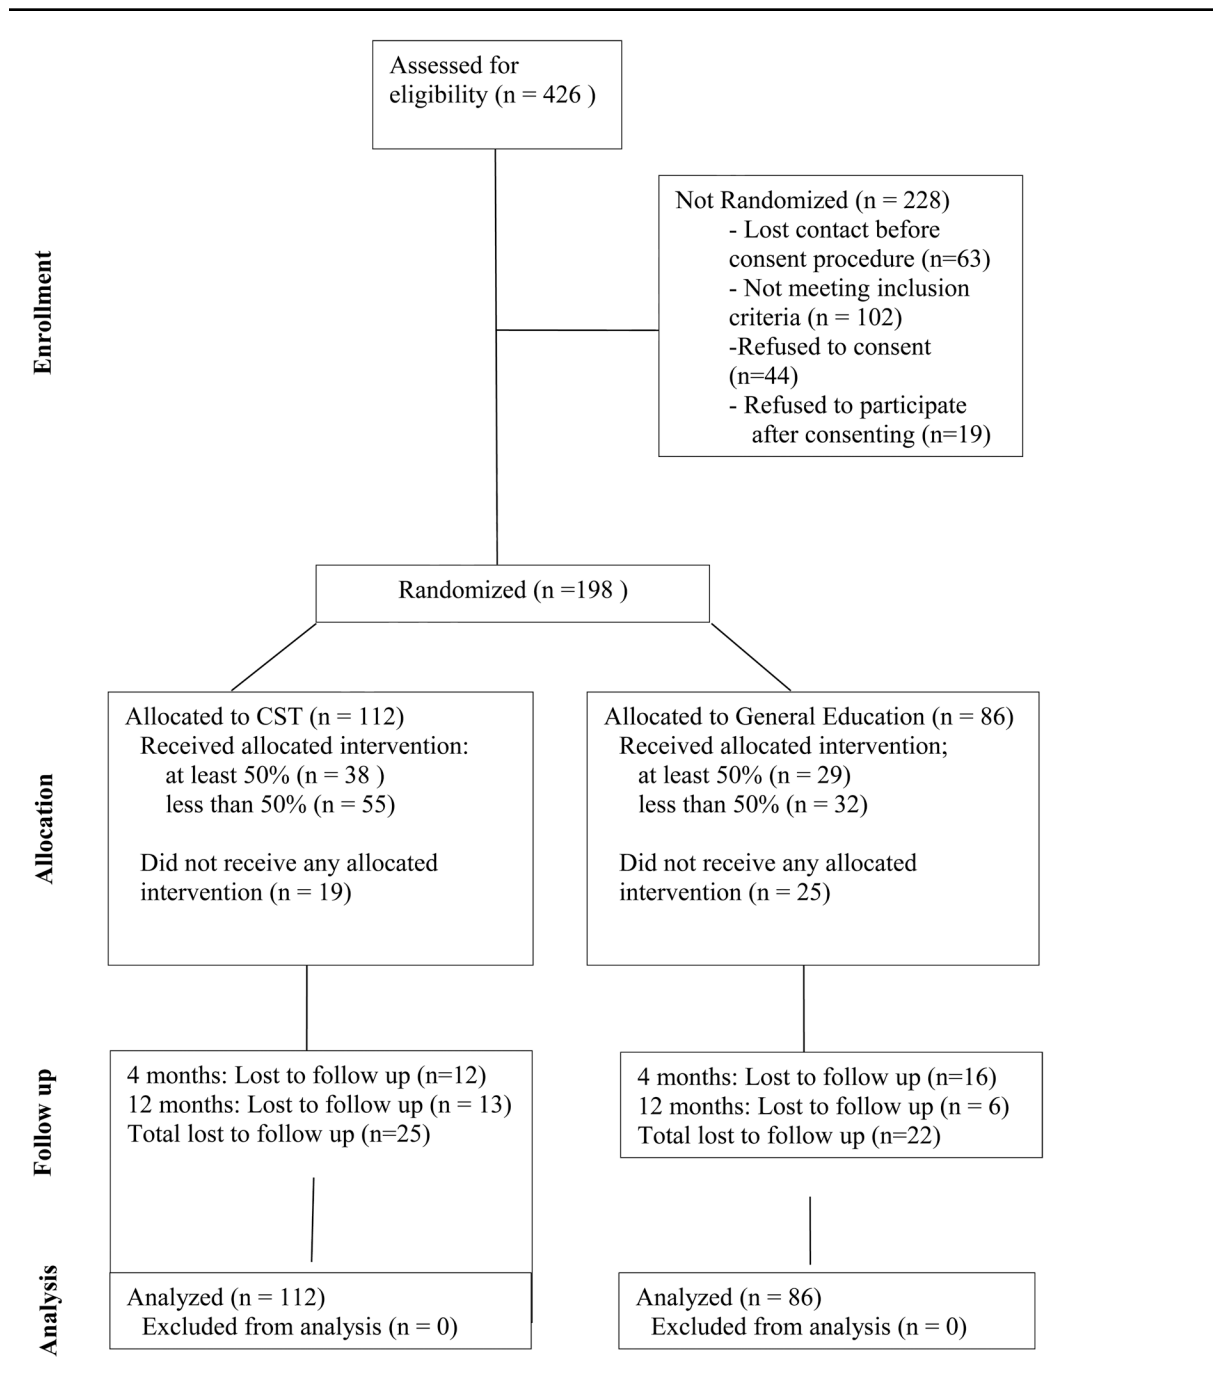 Assessed for
eligibility (n = 426 )
Enrollment
Not Randomized (n = 228)
- Lost contact before
consent procedure (n=63)
- Not meeting inclusion
criteria (n = 102)
-Refused to consent
(n=44)
- Refused to participate
after consenting (n=19)
Randomized (n =198 )
Allocation
Allocated to CST (n = 112)
Received allocated intervention:
at least 50% (n = 38 )
less than 50% (n = 55)
Did not receive any allocated
intervention (n = 19)
Allocated to General Education (n = 86)
Received allocated intervention;
at least 50% (n = 29)
less than 50% (n = 32)
Did not receive any allocated
intervention (n = 25)
Follow up
4 months: Lost to follow up (n=12)
12 months: Lost to follow up (n = 13)
Total lost to follow up (n=25)
4 months: Lost to follow up (n=16)
12 months: Lost to follow up (n = 6)
Total lost to follow up (n=22)
Analysis
Analyzed (n = 112)
Excluded from analysis (n = 0)
Analyzed (n = 86)
Excluded from analysis (n = 0)